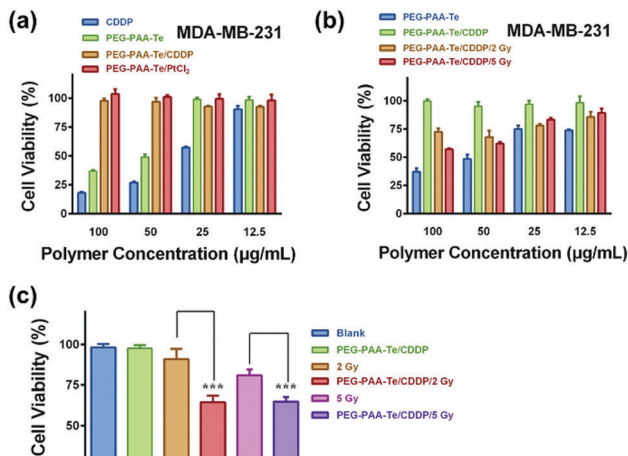 (a)
CDDP
PEG-PAA-Te
PEG-PAA-Te/CDDP
PEG-PAA-Te/PtCl2
MDA-MB-231
Cell Viability (%)
100
75
50
25
0
100 50 25 12.5
Polymer Concentration (μg/mL)
(b)
PEG-PAA-Te
PEG-PAA-Te/CDDP
PEG-PAA-Te/CDDP/2 Gy
PEG-PAA-Te/CDDP/5 Gy
MDA-MB-231
Cell Viability (%)
100
75
50
25
0
100 50 25 12.5
Polymer Concentration (μg/mL)
(c)
Cell Viability (%)
100
75
50
***
***
Blank
PEG-PAA-Te/CDDP
2 Gy
PEG-PAA-Te/CDDP/2 Gy
5 Gy
PEG-PAA-Te/CDDP/5 Gy